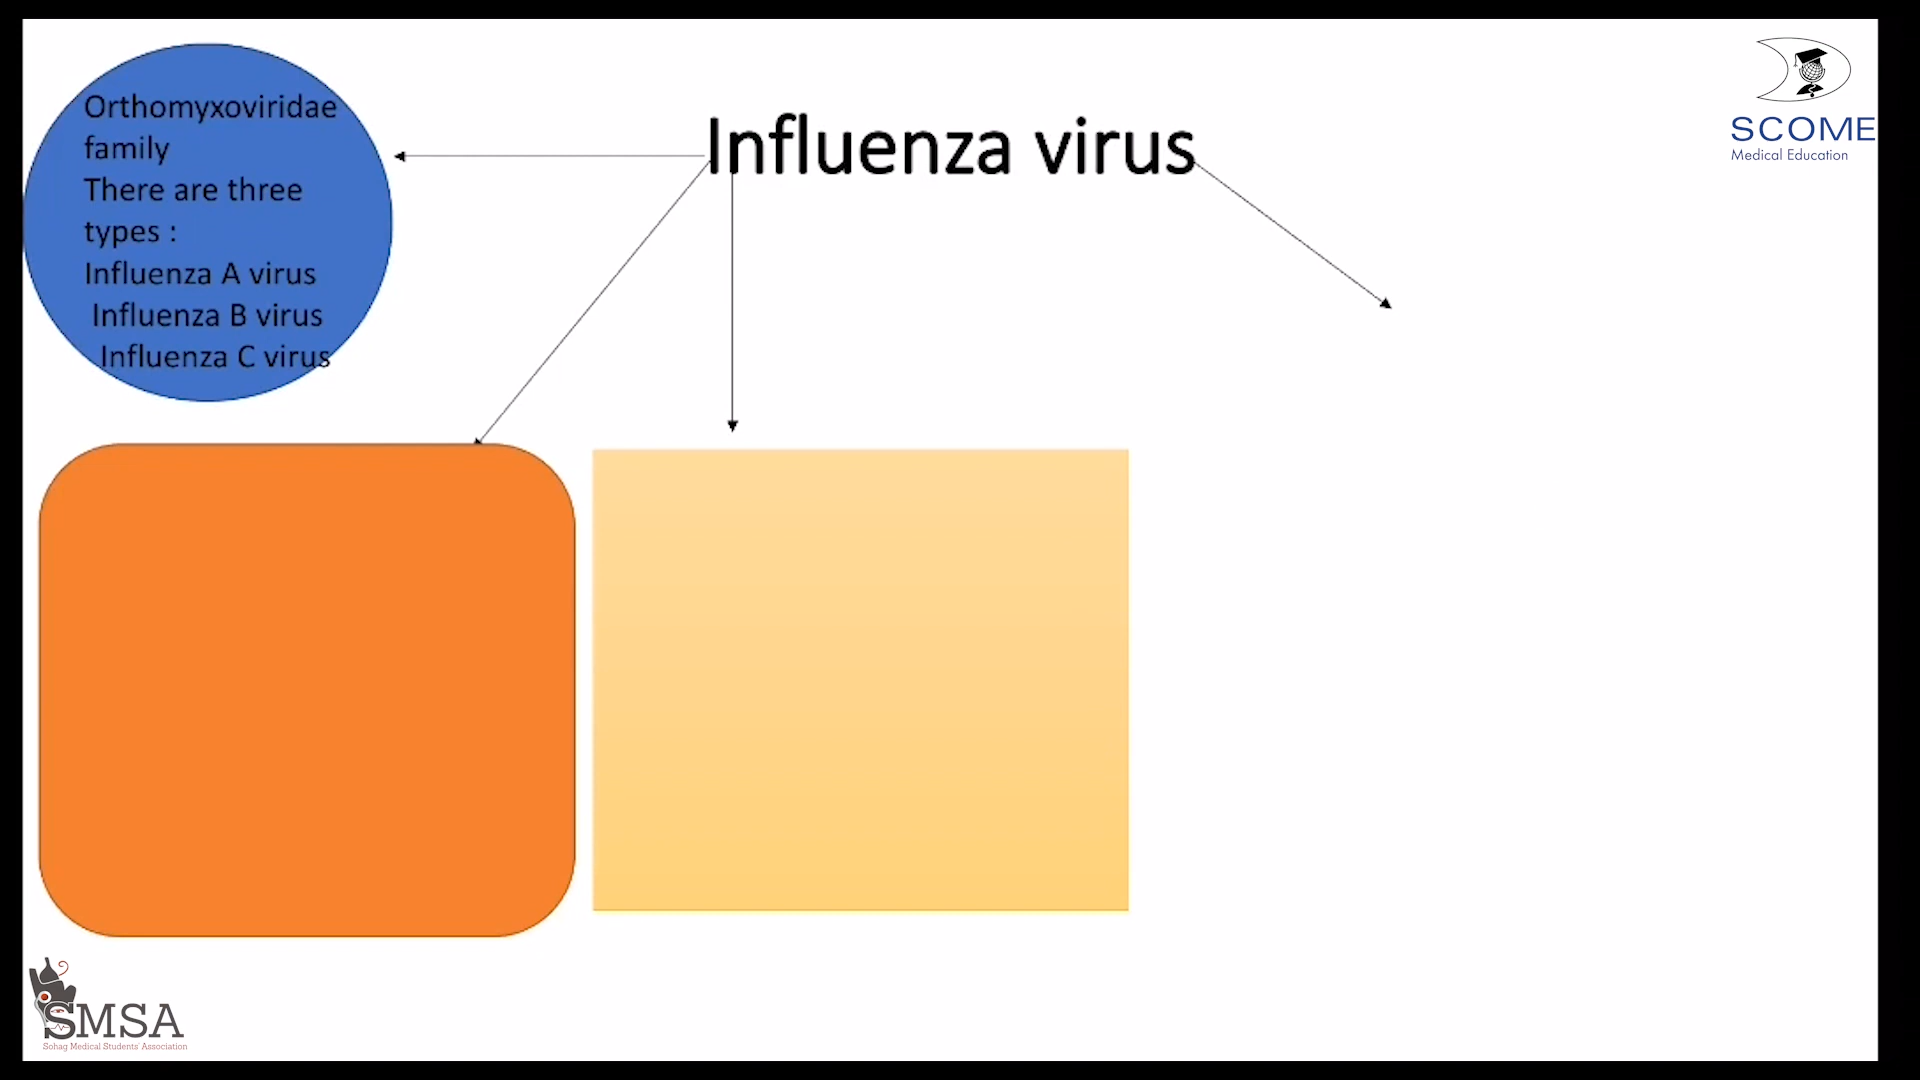 Influenza virus
Orthomyxoviridae
family
There are three
types :
Influenza A virus
Influenza B virus
Influenza C virus
SCOME
Medical Education
SMSA
Sohag Medical Students' Association